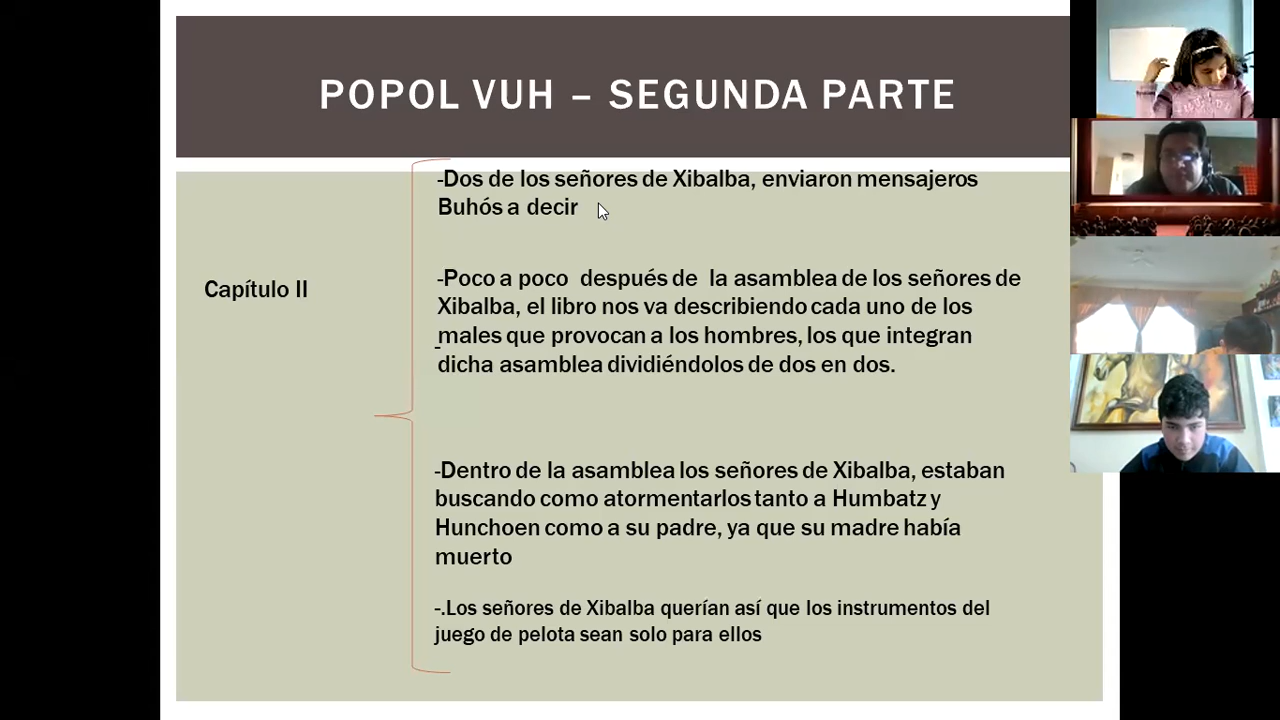 POPOL VUH – SEGUNDA PARTE
-Dos de los señores de Xibalba, enviaron mensajeros
Buhós a decir
Capítulo II
-Poco a poco después de la asamblea de los señores de
Xibalba, el libro nos va describiendo cada uno de los
males que provocan a los hombres, los que integran
-
dicha asamblea dividiéndolos de dos en dos.
-Dentro de la asamblea los señores de Xibalba, estaban
buscando como atormentarlos tanto a Humbatz y
Hunchoen como a su padre, ya que su madre había
muerto
-.Los señores de Xibalba querían así que los instrumentos del
juego de pelota sean solo para ellos